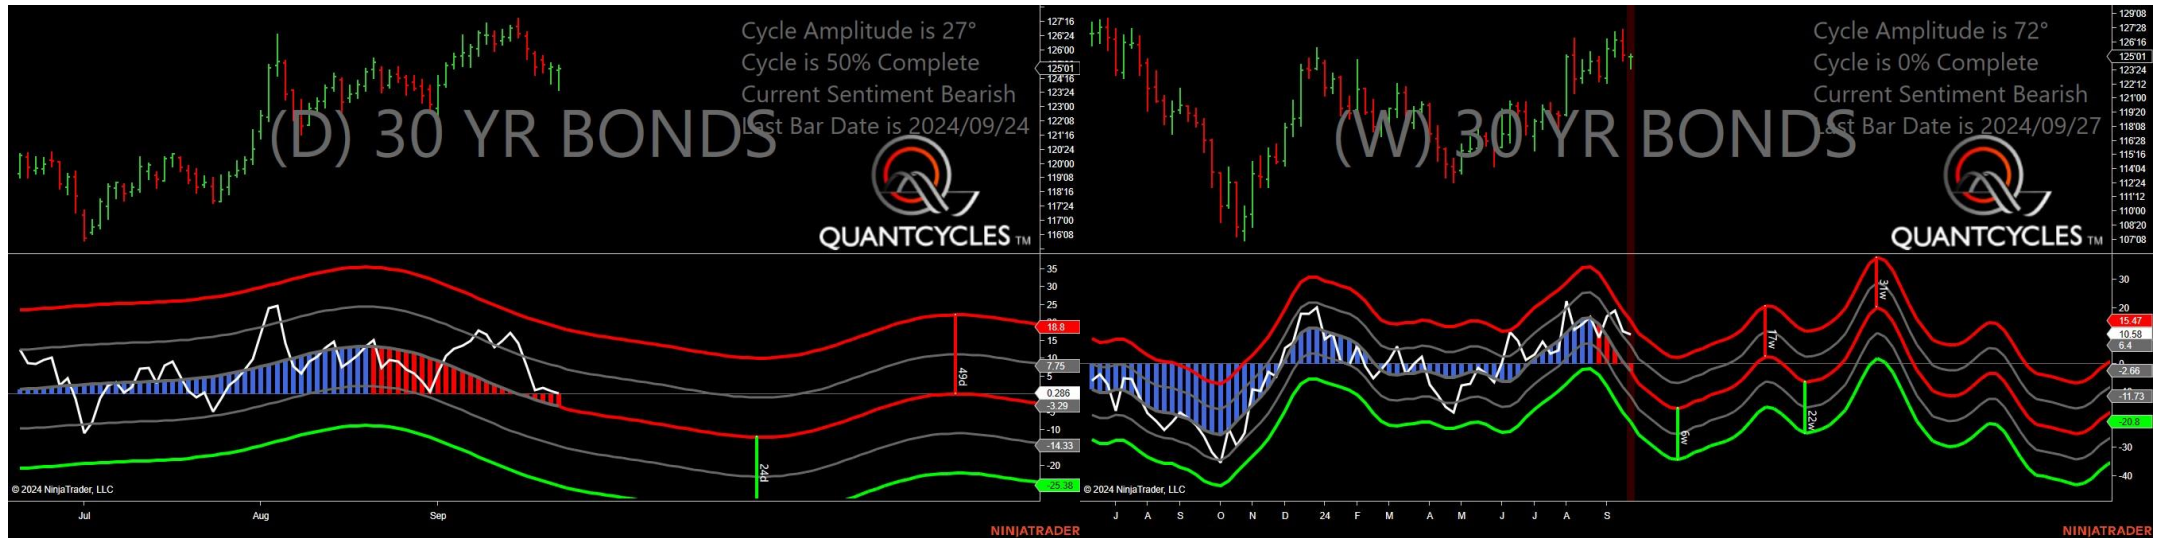 Cycle Amplitude is 27°
Cycle is 50% Complete
Current Sentiment Bearish
Last Bar Date is 2024/09/24
(D) 30 YR BONDS
QUANTCYCLES TM
127'16
126'24
126'00
125'01
124'16
123'24
123'00
122'08
121'16
120'24
120'00
119'08
118'16
117'24
117'00
116'08
35
30
25
18.8
15
10
7.75
5
0.286
-3.29
-10
-14.33
-20
-25.38
49d
24d
© 2024 NinjaTrader, LLC
Jul
Aug
Sep
NINJATRADER
Cycle Amplitude is 72°
Cycle is 0% Complete
Current Sentiment Bearish
Last Bar Date is 2024/09/27
(W) 30 YR BONDS
QUANTCYCLES TM
129'08
127'28
126'16
125'01
123'24
122'12
121'00
119'20
118'08
116'28
115'16
114'04
112'24
111'12
110'00
108'20
107'08
30
20
15.47
10.58
6.4
-2.66
-11.73
-20.8
-30
-40
31w
17w
22w
6w
© 2024 NinjaTrader, LLC
J A S O N D 24 F M A M J J A S
NINJATRADER